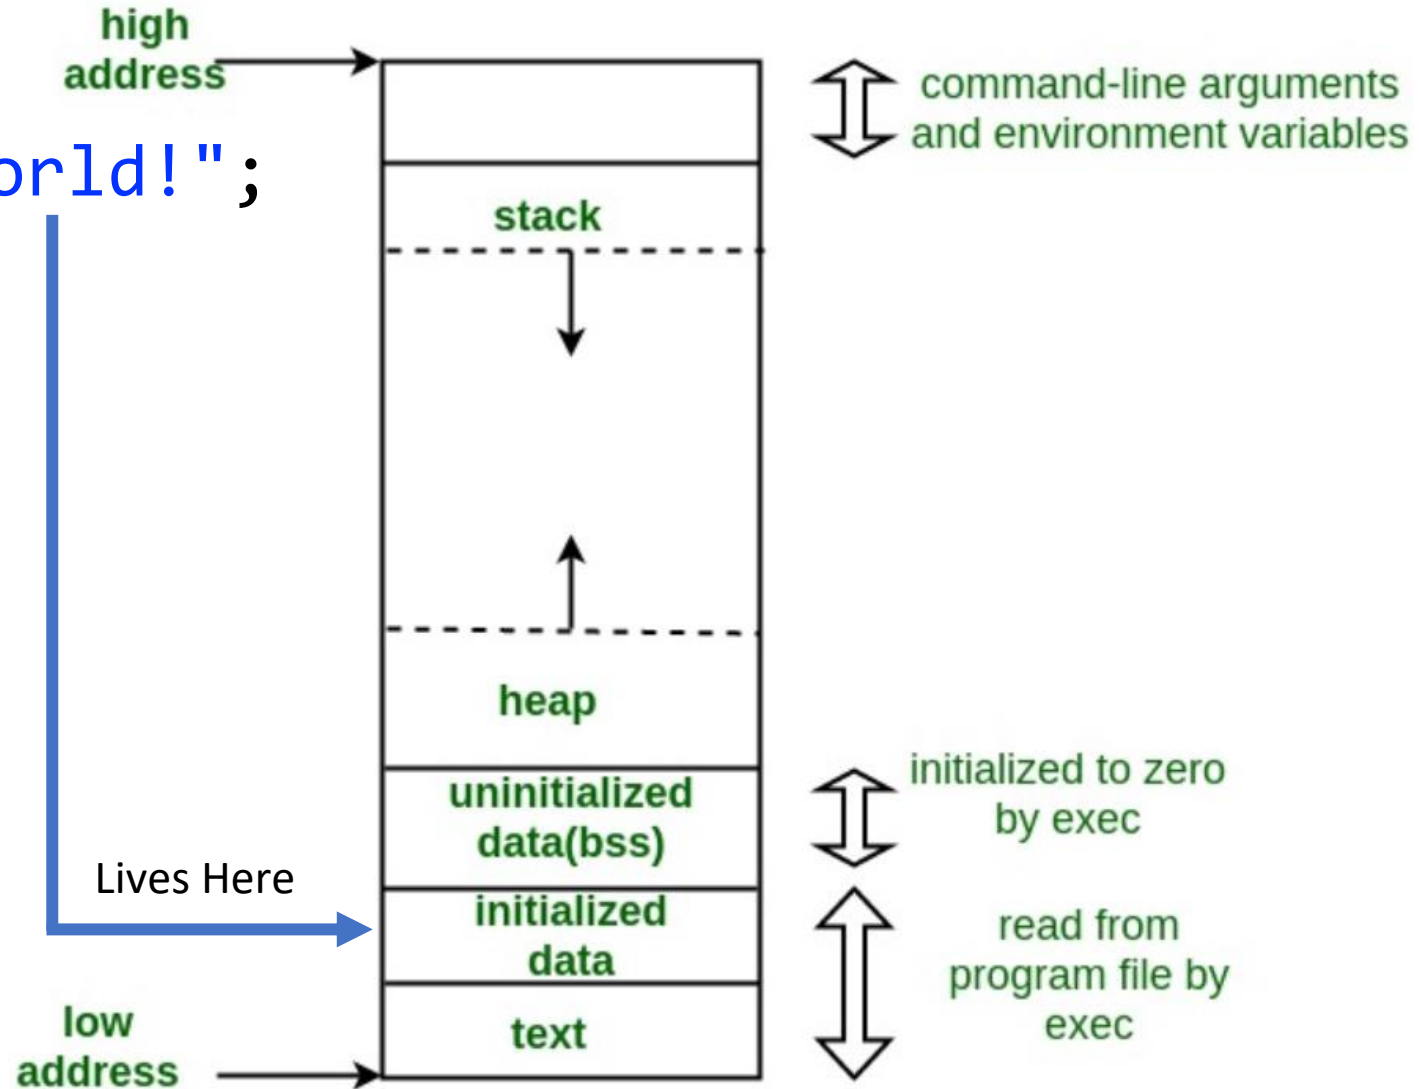 high
address
command-line arguments
and environment variables
orld!";
stack
heap
uninitialized
data(bss)
initialized to zero
by exec
Lives Here
initialized
data
read from
program file by
exec
low
address
text